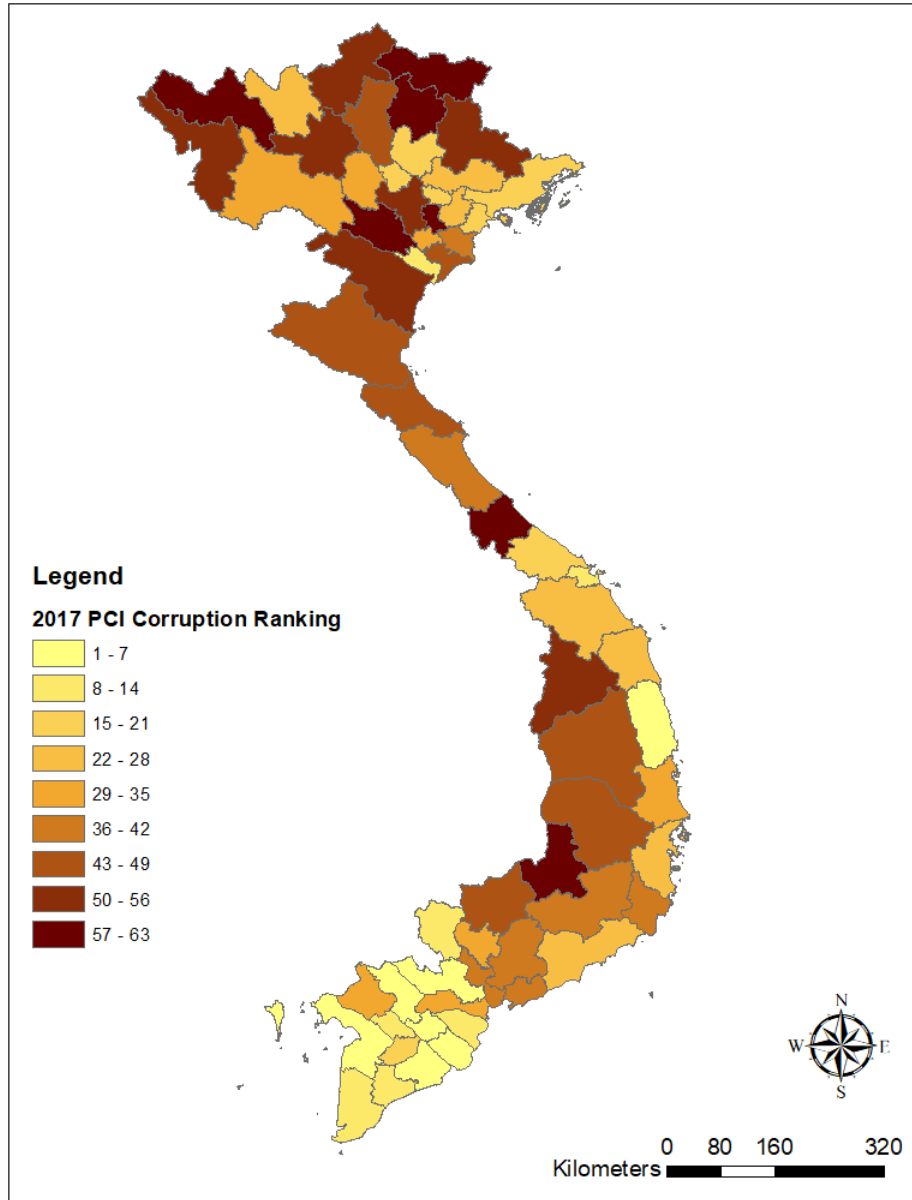 Legend
2017 PCI Corruption Ranking
1 - 7
8 - 14
15 - 21
22 - 28
29 - 35
36 - 42
43 - 49
50 - 56
57 - 63
N
W E
S
0 80 160 320
Kilometers